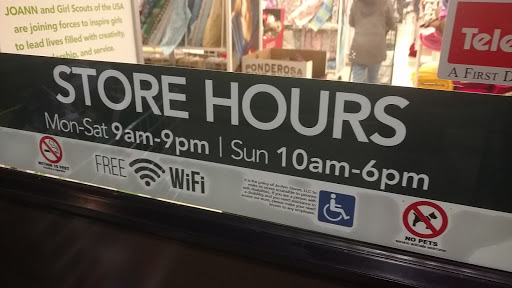 JOANN and Girl Scouts of the USA
are joining forces to inspire girls
to lead lives filled with creativity,
leadership, and service.
PONDEROSA
Tele
A FIRST D
STORE HOURS
Mon-Sat 9am-9pm | Sun 10am-6pm
FREE WiFi
NO PETS